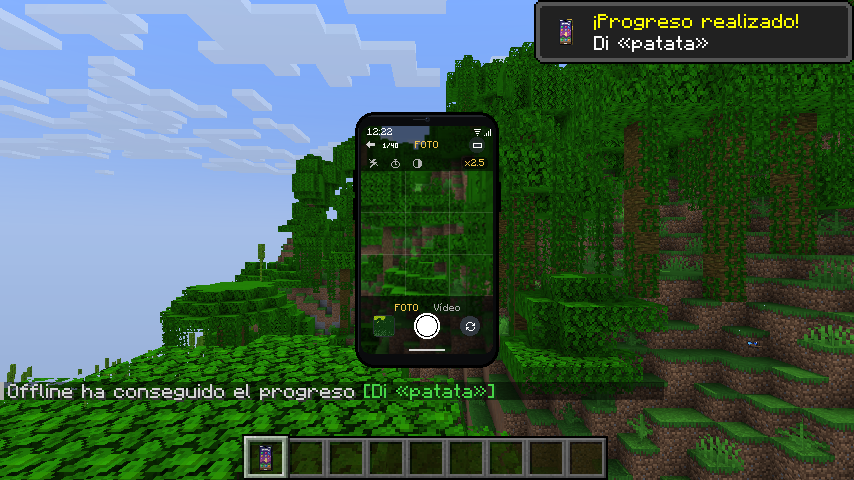 ¡Progreso realizado!
Di «patata»
12:22
1/40 FOTO
x2.5
FOTO Vídeo
Offline ha conseguido el progreso [Di «patata»]